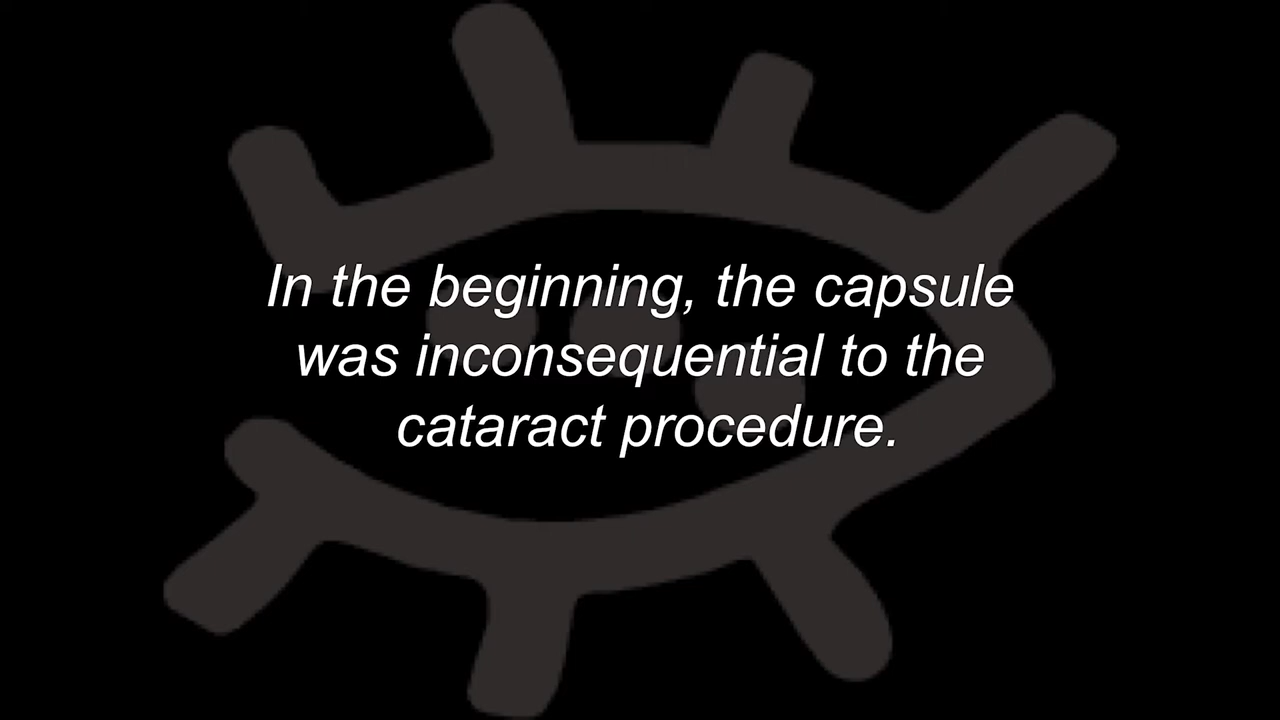 In the beginning, the capsule
was inconsequential to the
cataract procedure.